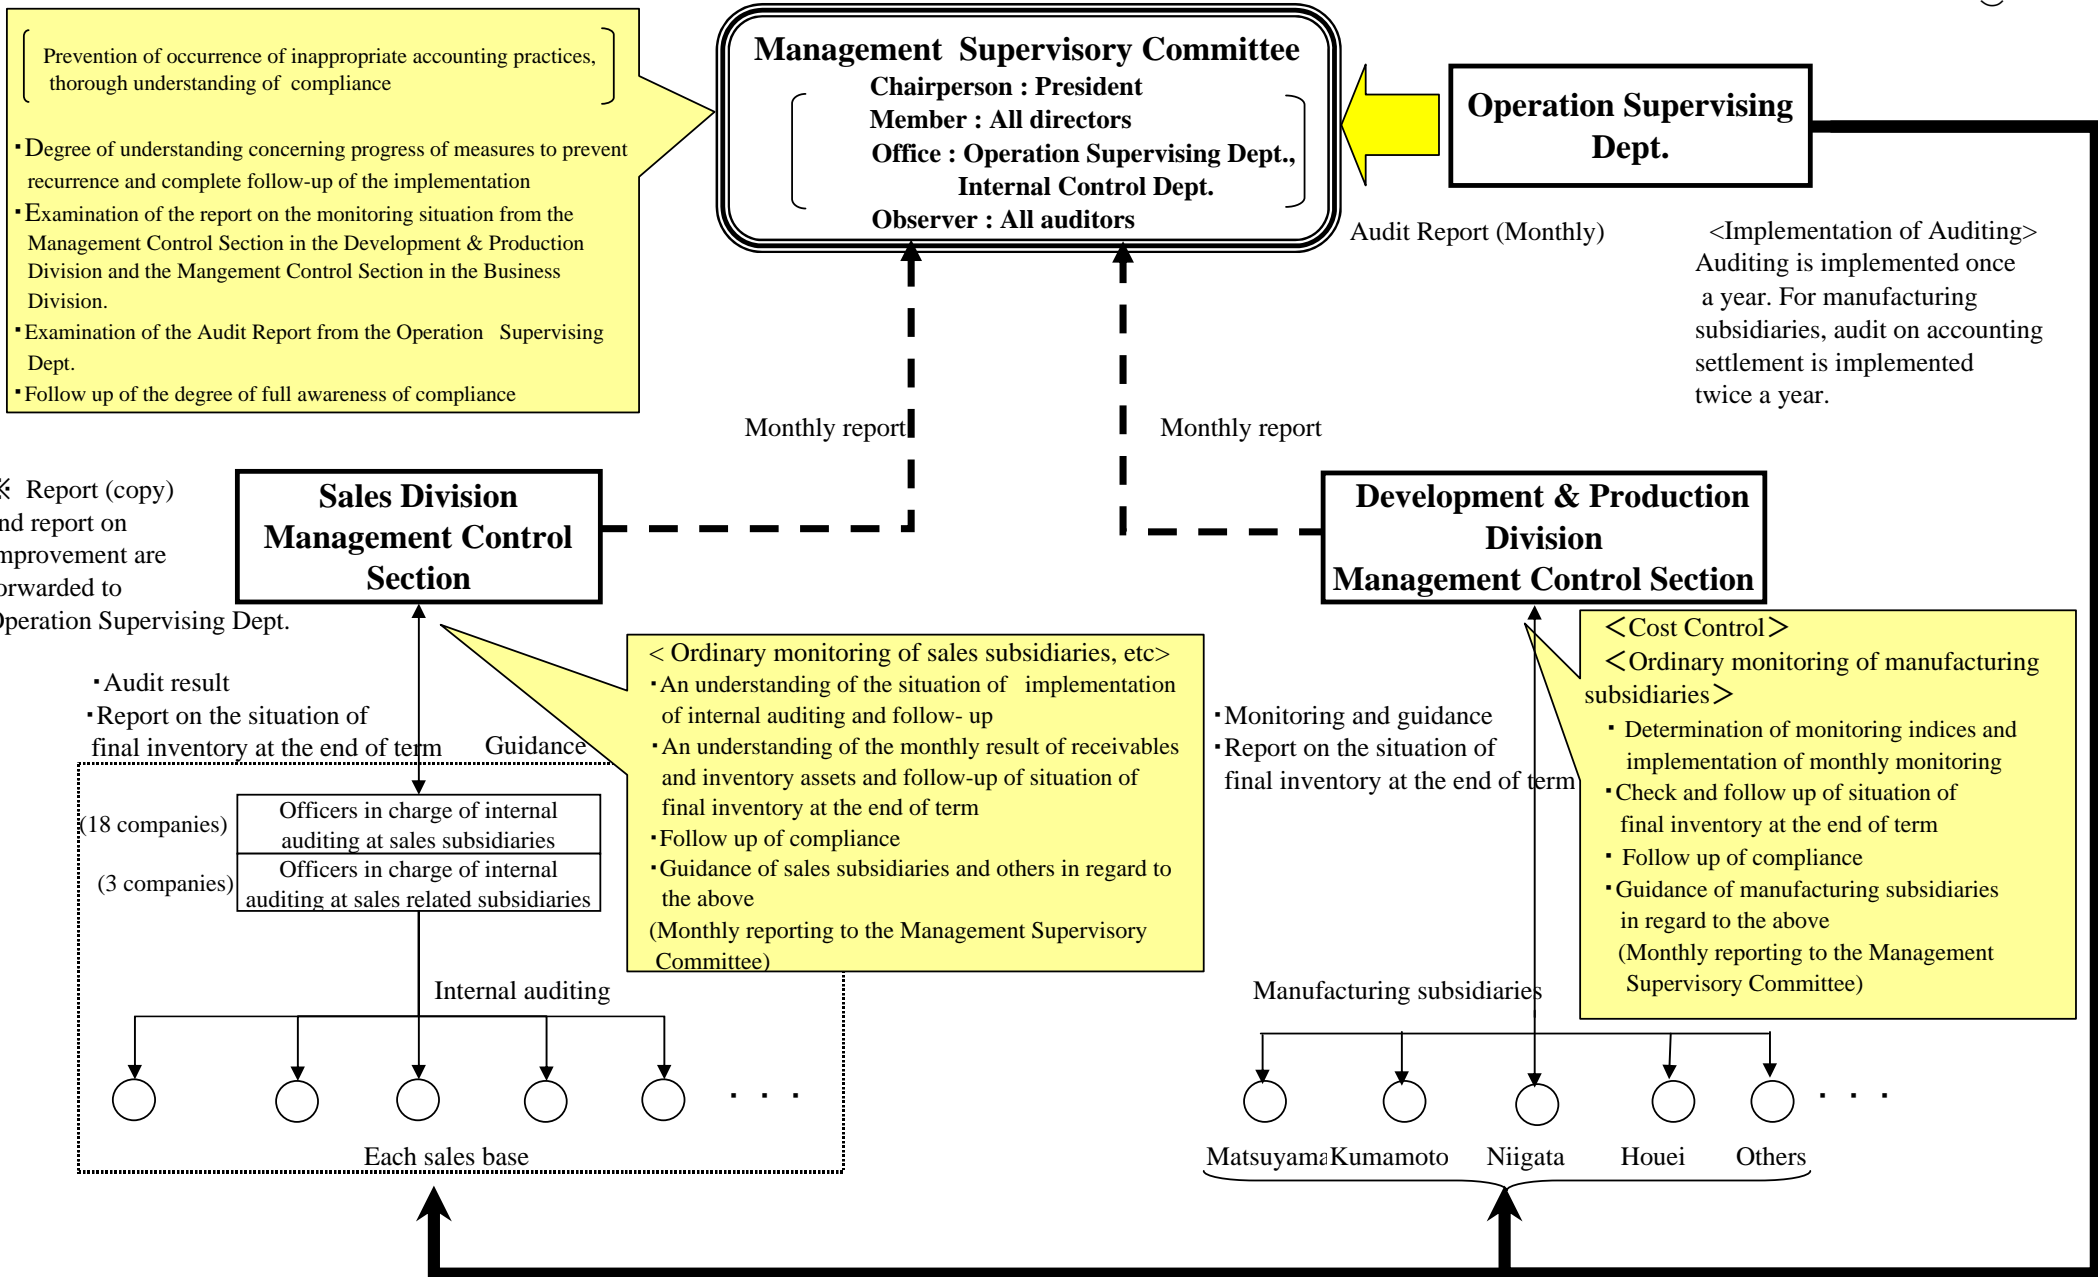 Prevention of occurrence of inappropriate accounting practices,
thorough understanding of compliance
・Degree of understanding concerning progress of measures to prevent
recurrence and complete follow-up of the implementation
・Examination of the report on the monitoring situation from the
Management Control Section in the Development & Production
Division and the Mangement Control Section in the Business
Division.
・Examination of the Audit Report from the Operation Supervising
Dept.
・Follow up of the degree of full awareness of compliance
Management Supervisory Committee
Chairperson : President
Member : All directors
Office : Operation Supervising Dept.,
Internal Control Dept.
Observer : All auditors
Operation Supervising
Dept.
Audit Report (Monthly)
<Implementation of Auditing>
Auditing is implemented once
a year. For manufacturing
subsidiaries, audit on accounting
settlement is implemented
twice a year.
Monthly report
Monthly report
※ Report (copy)
nd report on
mprovement are
orwarded to
Operation Supervising Dept.
Sales Division
Management Control
Section
Development & Production
Division
Management Control Section
・Audit result
・Report on the situation of
final inventory at the end of term
Guidance
< Ordinary monitoring of sales subsidiaries, etc>
・An understanding of the situation of implementation
of internal auditing and follow- up
・An understanding of the monthly result of receivables
and inventory assets and follow-up of situation of
final inventory at the end of term
・Follow up of compliance
・Guidance of sales subsidiaries and others in regard to
the above
(Monthly reporting to the Management Supervisory
Committee)
・Monitoring and guidance
・Report on the situation of
final inventory at the end of term
＜Cost Control＞
＜Ordinary monitoring of manufacturing
subsidiaries＞
・ Determination of monitoring indices and
implementation of monthly monitoring
・Check and follow up of situation of
final inventory at the end of term
・ Follow up of compliance
・Guidance of manufacturing subsidiaries
in regard to the above
(Monthly reporting to the Management
Supervisory Committee)
(18 companies)
Officers in charge of internal
auditing at sales subsidiaries
(3 companies)
Officers in charge of internal
auditing at sales related subsidiaries
Internal auditing
・・・
Each sales base
Manufacturing subsidiaries
・・・
Matsuyama Kumamoto Niigata Houei Others